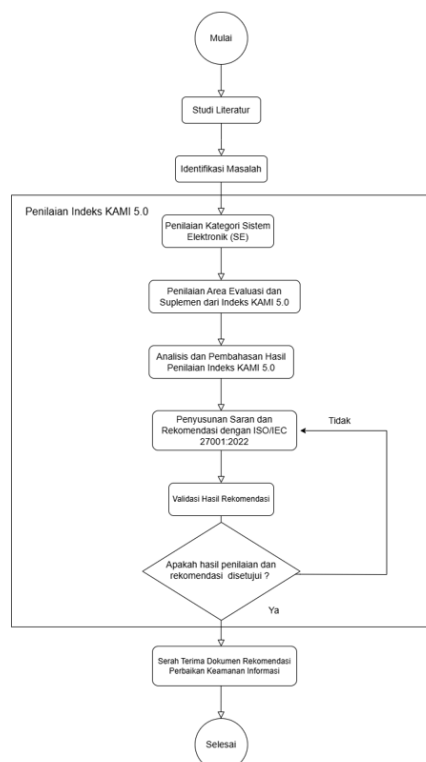 Mulai
Studi Literatur
Identifikasi Masalah
Penilaian Indeks KAMI 5.0
Penilaian Kategori Sistem
Elektronik (SE)
Penilaian Area Evaluasi dan
Suplemen dari Indeks KAMI 5.0
Analisis dan Pembahasan Hasil
Penilaian Indeks KAMI 5.0
Penyusunan Saran dan
Rekomendasi dengan ISO/IEC
27001:2022
Tidak
Validasi Hasil Rekomendasi
Apakah hasil penilaian dan
rekomendasi disetujui ?
Ya
Serah Terima Dokumen Rekomendasi
Perbaikan Keamanan Informasi
Selesai